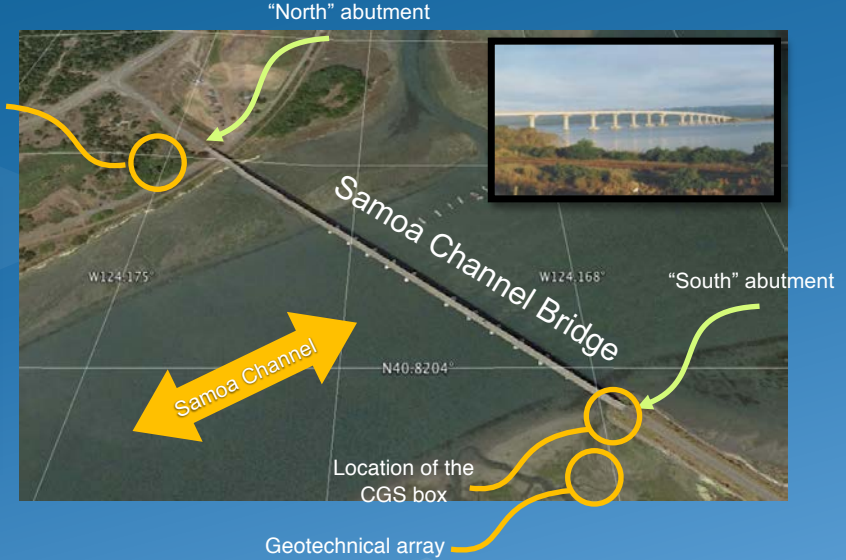 “North” abutment
Samoa Channel Bridge
W124.175°
W124.168°
“South” abutment
Samoa Channel
N40.8204°
Location of the
CGS box
Geotechnical array